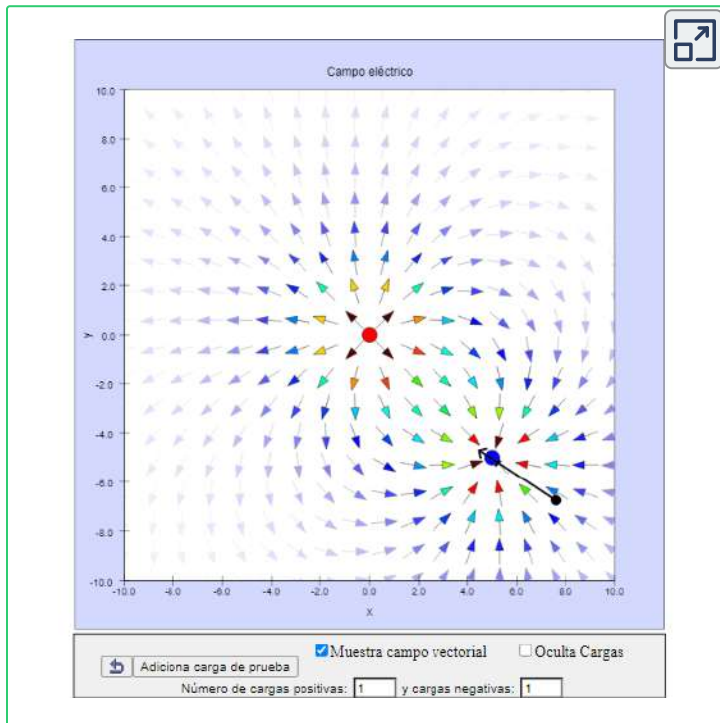 Campo eléctrico
10.0
8.0
6.0
4.0
2.0
0.0
-2.0
-4.0
-6.0
-8.0
-10.0
y
-10.0 -8.0 -6.0 -4.0 -2.0 0.0 2.0 4.0 6.0 8.0 10.0
x
Muestra campo vectorial Oculta Cargas
Adiciona carga de prueba
Número de cargas positivas: 1 y cargas negativas: 1